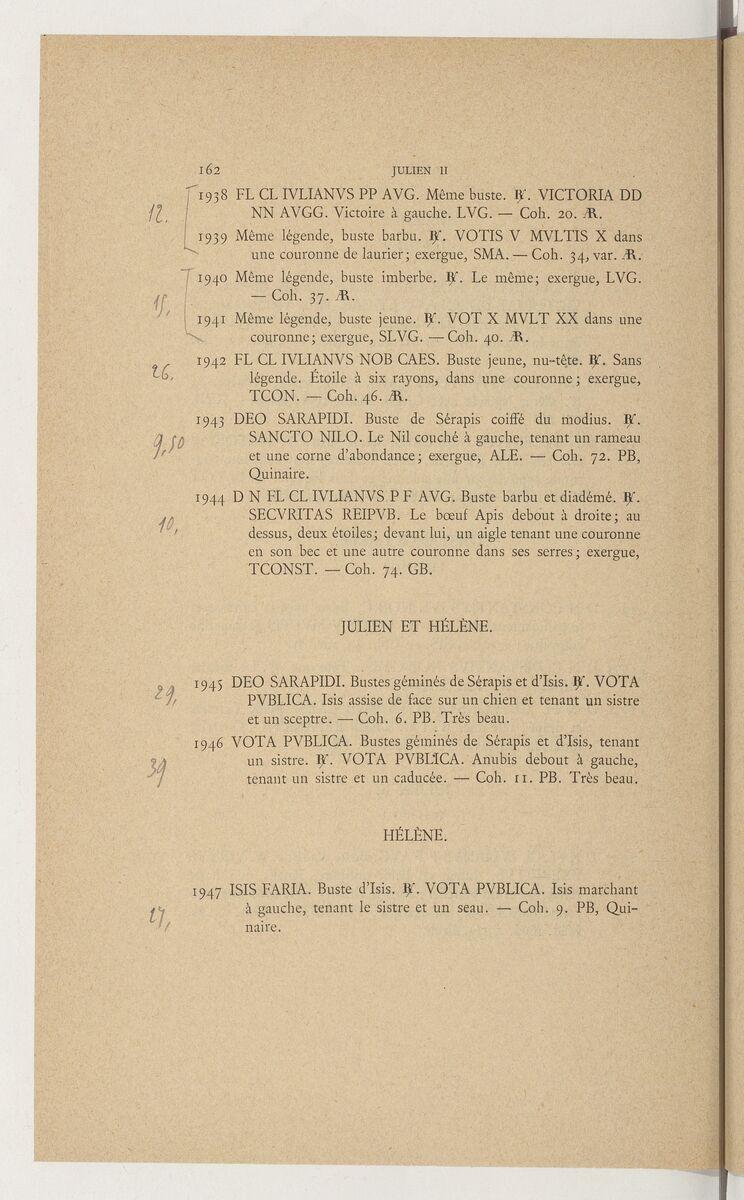 162 JULIEN II
12. 1938 FL CL IVLIANVS PP AVG. Même buste. ℟. VICTORIA DD
NN AVGG. Victoire à gauche. LVG. — Coh. 20. Æ.
1939 Même légende, buste barbu. ℟. VOTIS V MVLTIS X dans
une couronne de laurier; exergue, SMA. — Coh. 34, var. Æ.
1940 Même légende, buste imberbe. ℟. Le même; exergue, LVG.
15, — Coh. 37. Æ.
1941 Même légende, buste jeune. ℟. VOT X MVLT XX dans une
couronne; exergue, SLVG. — Coh. 40. Æ.
26, 1942 FL CL IVLIANVS NOB CAES. Buste jeune, nu-tête. ℟. Sans
légende. Étoile à six rayons, dans une couronne; exergue,
TCON. — Coh. 46. Æ.
1943 DEO SARAPIDI. Buste de Sérapis coiffé du modius. ℟.
9,50 SANCTO NILO. Le Nil couché à gauche, tenant un rameau
et une corne d'abondance; exergue, ALE. — Coh. 72. PB,
Quinaire.
1944 D N FL CL IVLIANVS P F AVG. Buste barbu et diadémé. ℟.
10, SECVRITAS REIPVB. Le bœuf Apis debout à droite; au
dessus, deux étoiles; devant lui, un aigle tenant une couronne
en son bec et une autre couronne dans ses serres; exergue,
TCONST. — Coh. 74. GB.
JULIEN ET HÉLÈNE.
29, 1945 DEO SARAPIDI. Bustes géminés de Sérapis et d'Isis. ℟. VOTA
PVBLICA. Isis assise de face sur un chien et tenant un sistre
et un sceptre. — Coh. 6. PB. Très beau.
1946 VOTA PVBLICA. Bustes géminés de Sérapis et d'Isis, tenant
39 un sistre. ℟. VOTA PVBLICA. Anubis debout à gauche,
tenant un sistre et un caducée. — Coh. 11. PB. Très beau.
HÉLÈNE.
1947 ISIS FARIA. Buste d'Isis. ℟. VOTA PVBLICA. Isis marchant
à gauche, tenant le sistre et un seau. — Coh. 9. PB, Qui-
naire.